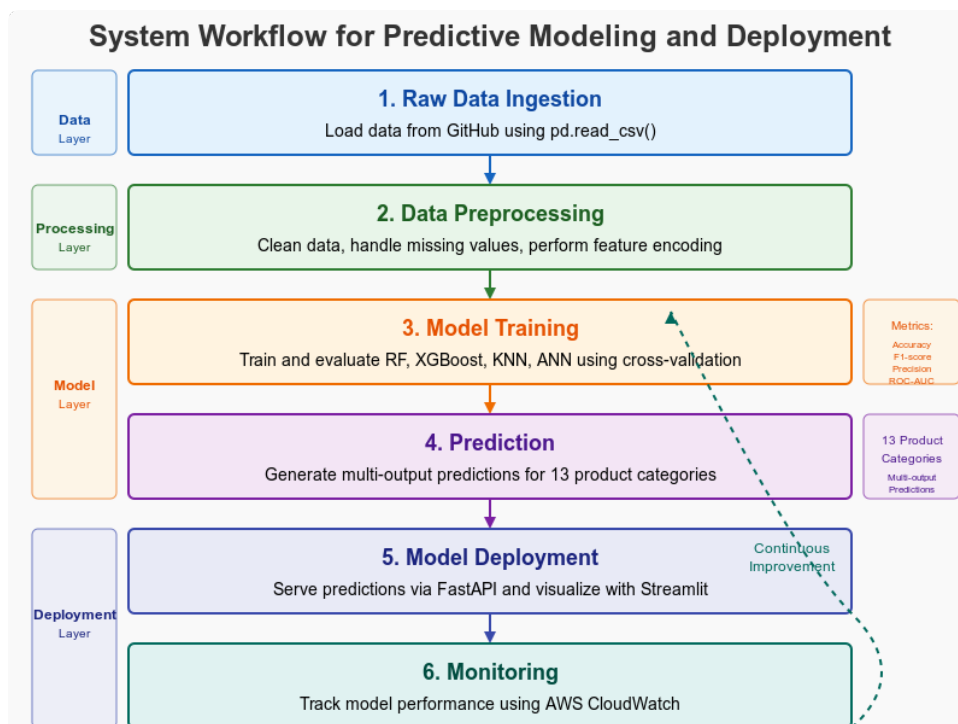 System Workflow for Predictive Modeling and Deployment
Data
Layer
1. Raw Data Ingestion
Load data from GitHub using pd.read_csv()
Processing
Layer
2. Data Preprocessing
Clean data, handle missing values, perform feature encoding
Model
Layer
3. Model Training
Train and evaluate RF, XGBoost, KNN, ANN using cross-validation
Metrics:
Accuracy
F1-score
Precision
ROC-AUC
4. Prediction
Generate multi-output predictions for 13 product categories
13 Product
Categories
Multi-output
Predictions
Deployment
Layer
5. Model Deployment
Serve predictions via FastAPI and visualize with Streamlit
Continuous
Improvement
6. Monitoring
Track model performance using AWS CloudWatch